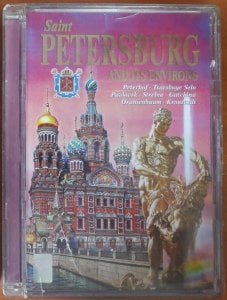 Saint
PETERSBURG
AND ITS ENVIRONS
Peterhof · Tsarskoye Selo
Pavlovsk · Strelna · Gatchina
Oranienbaum · Kronstadt